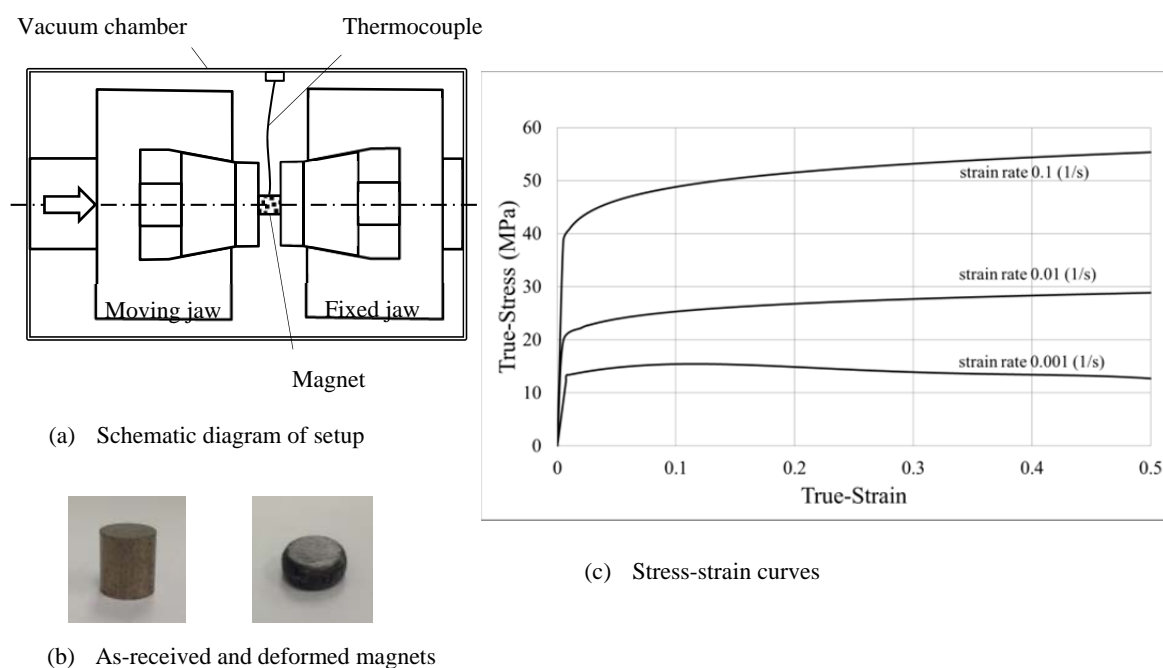 Vacuum chamber
Thermocouple
Moving jaw
Fixed jaw
Magnet
(a) Schematic diagram of setup
(b) As-received and deformed magnets
True-Stress (MPa)
60
50
40
30
20
10
0
strain rate 0.1 (1/s)
strain rate 0.01 (1/s)
strain rate 0.001 (1/s)
0 0.1 0.2 0.3 0.4 0.5
True-Strain
(c) Stress-strain curves